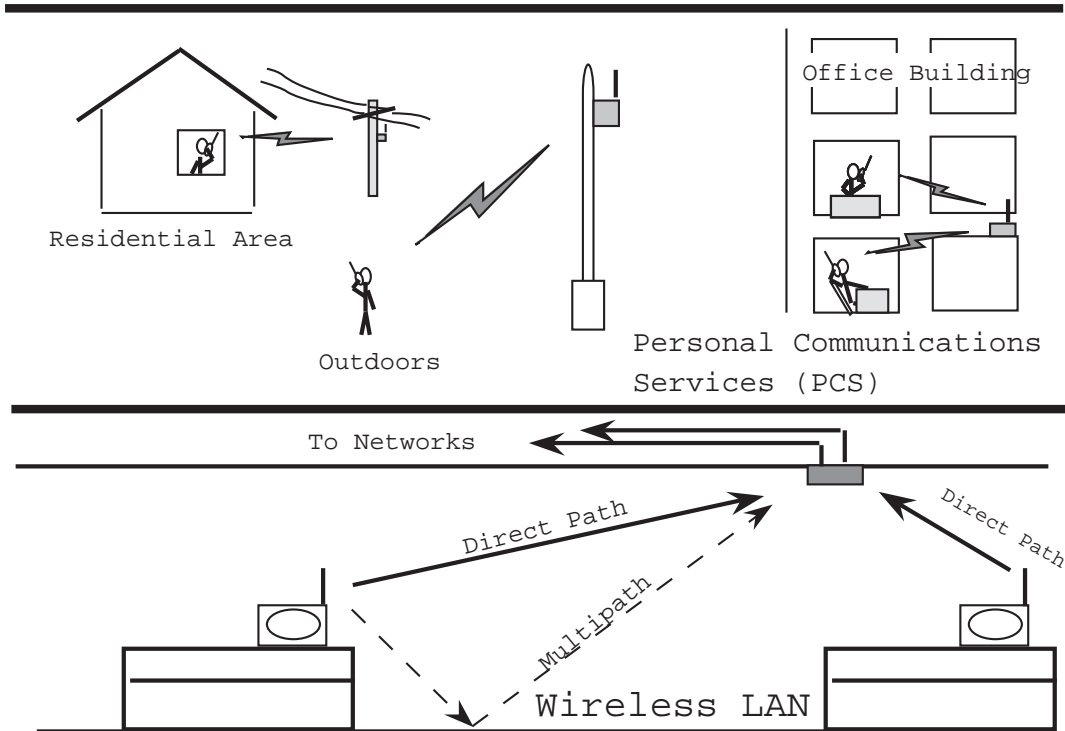 Office Building
Residential Area
Outdoors
Personal Communications
Services (PCS)
To Networks
Direct Path
Direct Path
Multipath
Wireless LAN